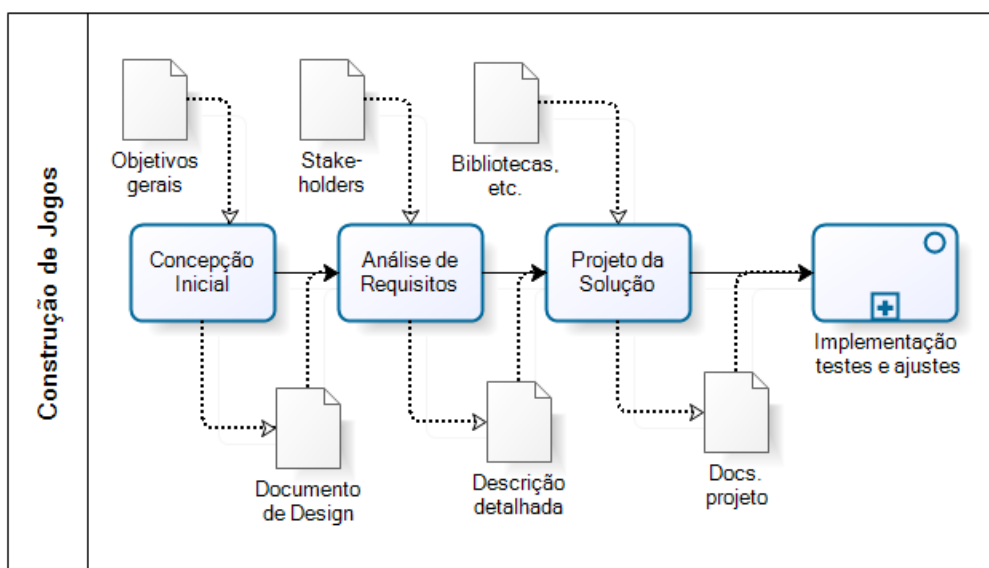 Construção de Jogos
Objetivos
gerais
Stake-
holders
Bibliotecas,
etc.
Concepção
Inicial
Análise de
Requisitos
Projeto da
Solução
Implementação
testes e ajustes
Documento
de Design
Descrição
detalhada
Docs.
projeto